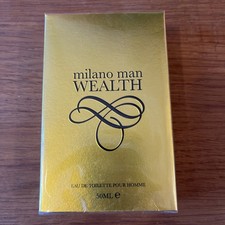 milano man
WEALTH
EAU DE TOILETTE POUR HOMME
50ML ℮